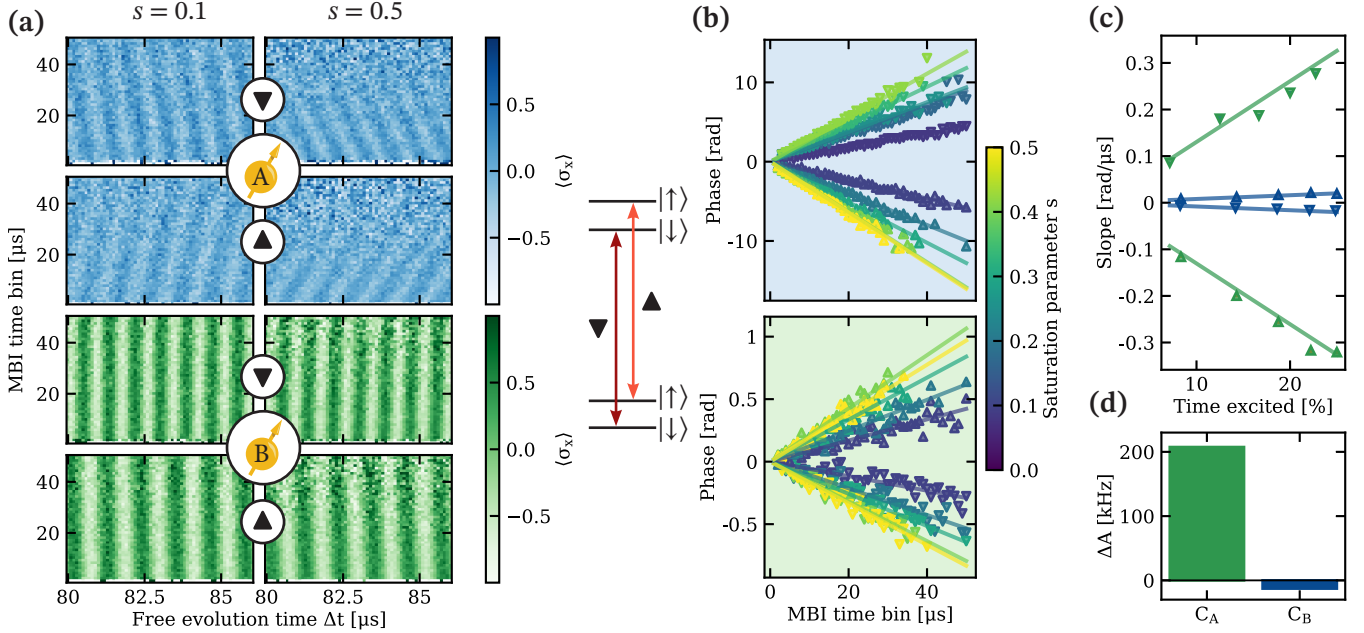 (a)
s = 0.1
s = 0.5
MBI time bin [µs]
40
20
40
20
40
20
40
20
A
B
80
82.5
85
80
82.5
85
Free evolution time Δt [µs]
0.5
0.0
−0.5
⟨σx⟩
0.5
0.0
−0.5
⟨σx⟩
|↑⟩
|↓⟩
|↑⟩
|↓⟩
(b)
Phase [rad]
10
0
-10
Phase [rad]
1
0.5
0
-0.5
0
20
40
MBI time bin [µs]
0.5
0.4
0.3
0.2
0.1
0.0
Saturation parameter s
(c)
Slope [rad/µs]
0.3
0.2
0.1
0
-0.1
-0.2
-0.3
10
20
Time excited [%]
(d)
ΔA [kHz]
200
100
0
CA
CB